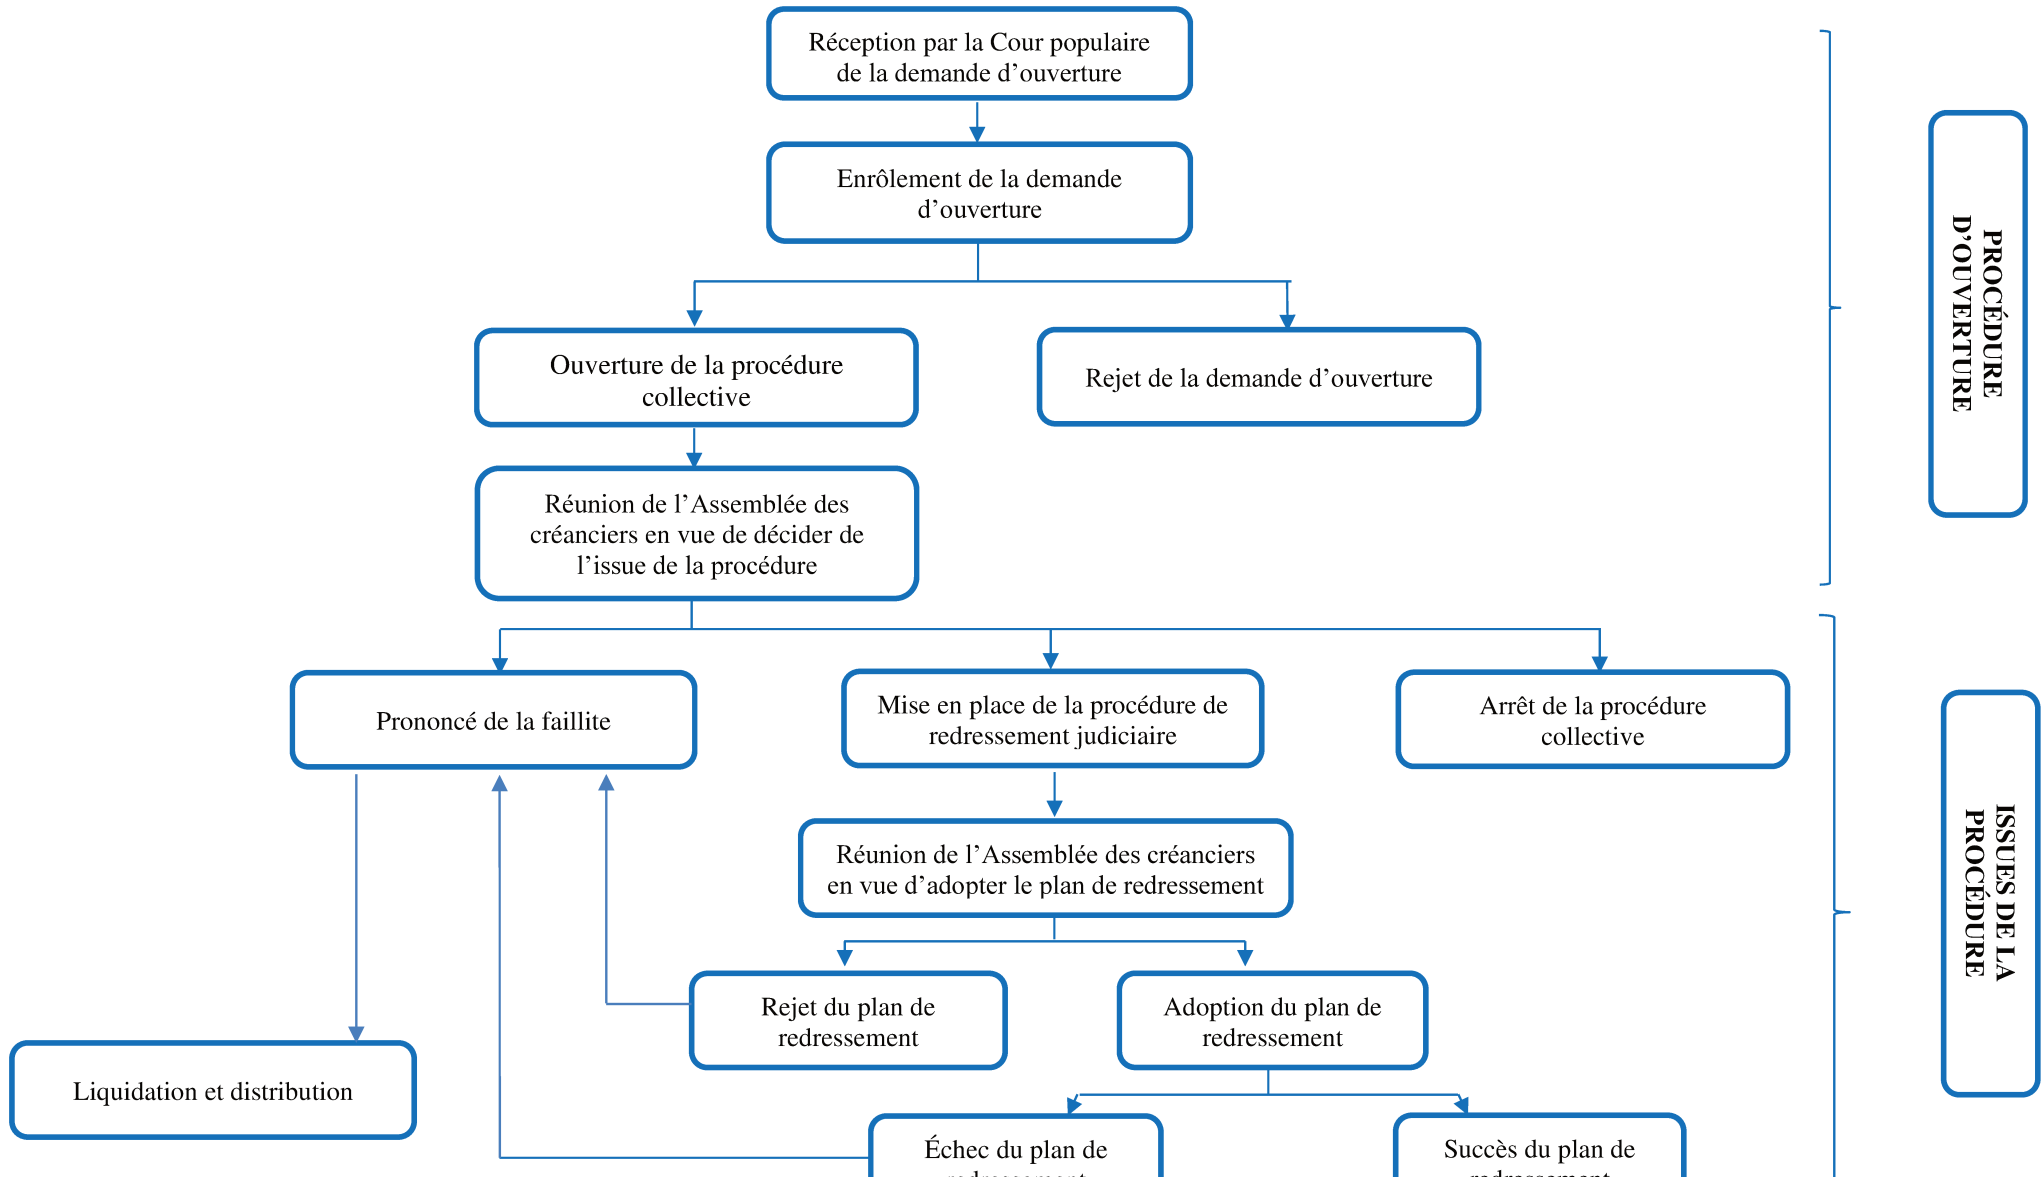 Réception par la Cour populaire
de la demande d’ouverture
Enrôlement de la demande
d’ouverture
PROCÉDURE
D’OUVERTURE
Ouverture de la procédure
collective
Rejet de la demande d’ouverture
Réunion de l’Assemblée des
créanciers en vue de décider de
l’issue de la procédure
Prononcé de la faillite
Mise en place de la procédure de
redressement judiciaire
Arrêt de la procédure
collective
ISSUES DE LA
PROCÉDURE
Réunion de l’Assemblée des créanciers
en vue d’adopter le plan de redressement
Rejet du plan de
redressement
Adoption du plan de
redressement
Liquidation et distribution
Échec du plan de
redressement
Succès du plan de
redressement